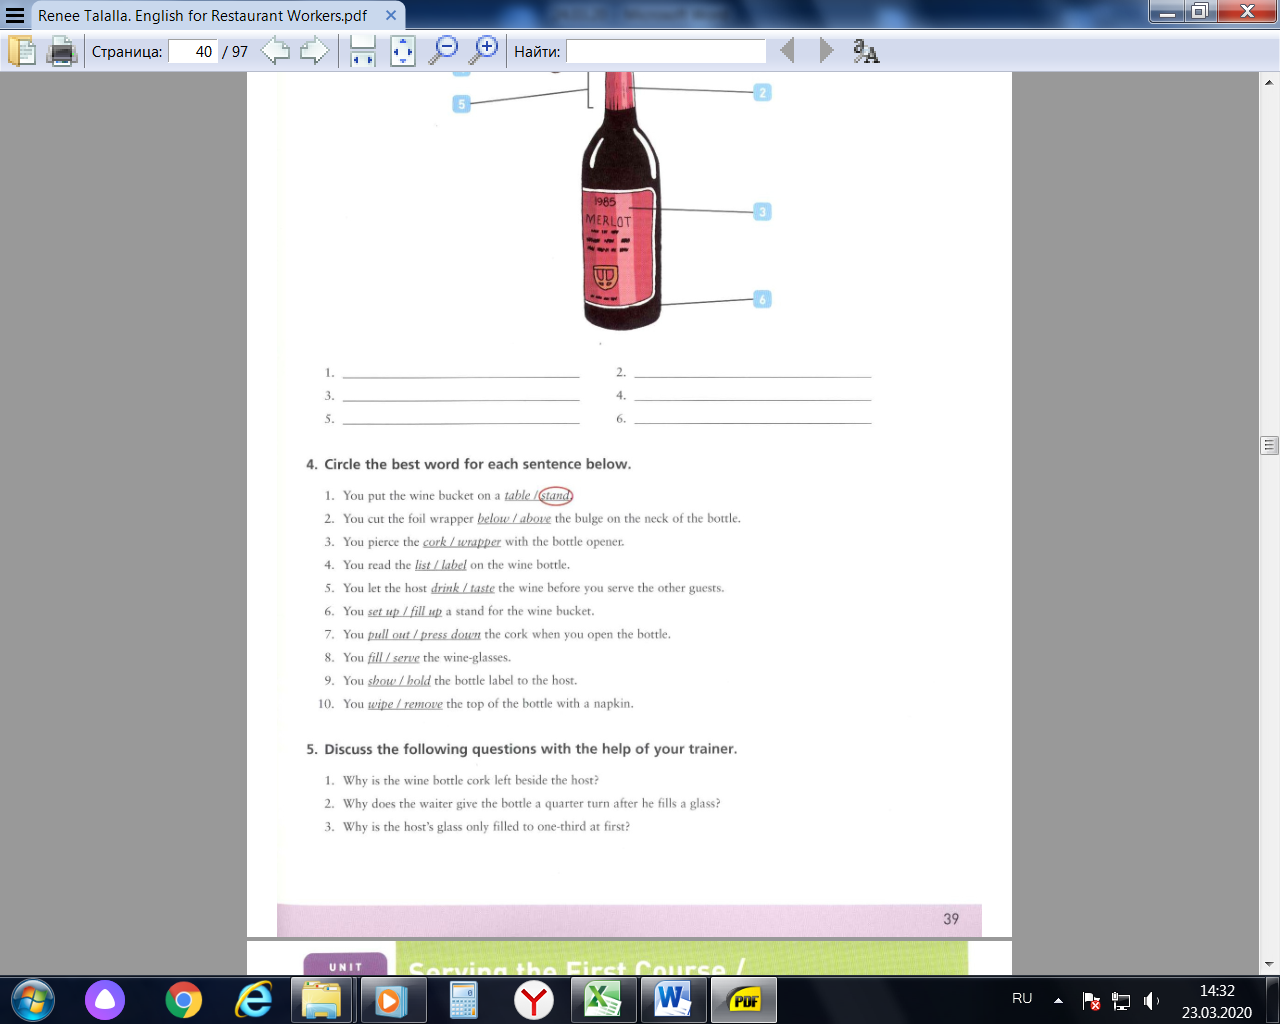 Renee Talalla. English for Restaurant Workers.pdf
Страница: 40 / 97 Найти:
5
2
1985
MERLOT
3
6
1. 2.
3. 4.
5. 6.
4. Circle the best word for each sentence below.
1. You put the wine bucket on a table / stand.
2. You cut the foil wrapper below / above the bulge on the neck of the bottle.
3. You pierce the cork / wrapper with the bottle opener.
4. You read the list / label on the wine bottle.
5. You let the host drink / taste the wine before you serve the other guests.
6. You set up / fill up a stand for the wine bucket.
7. You pull out / press down the cork when you open the bottle.
8. You fill / serve the wine-glasses.
9. You show / hold the bottle label to the host.
10. You wipe / remove the top of the bottle with a napkin.
5. Discuss the following questions with the help of your trainer.
1. Why is the wine bottle cork left beside the host?
2. Why does the waiter give the bottle a quarter turn after he fills a glass?
3. Why is the host's glass only filled to one-third at first?
39
UNIT
Serving the First Course /
PDF
RU
14:32
23.03.2020